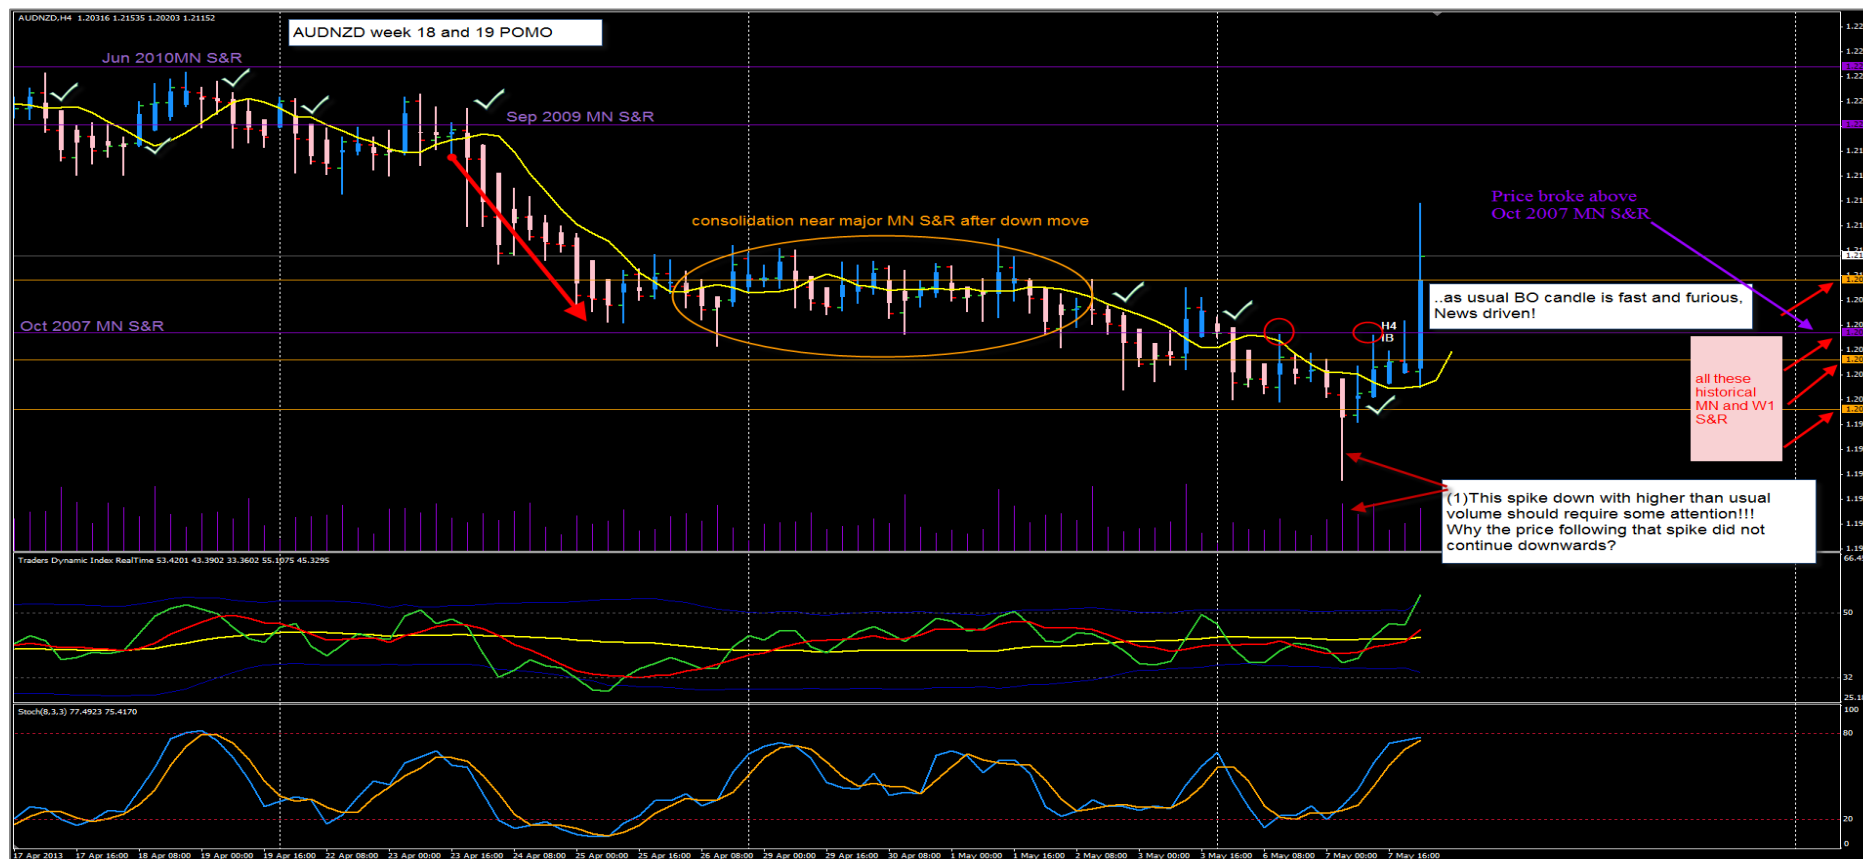 AUDNZD,H4 1.20316 1.21535 1.20203 1.21152
AUDNZD week 18 and 19 POMO
Jun 2010MN S&R
Sep 2009 MN S&R
consolidation near major MN S&R after down move
Price broke above
Oct 2007 MN S&R
..as usual BO candle is fast and furious,
News driven!
Oct 2007 MN S&R
H4
IB
all these
historical
MN and W1
S&R
(1)This spike down with higher than usual
volume should require some attention!!!
Why the price following that spike did not
continue downwards?
Traders Dynamic Index RealTime 53.4201 43.3902 33.3602 55.1075 45.3295
50
32
Stoch(8,3,3) 77.4923 75.4170
100
80
20
0
17 Apr 2013 17 Apr 16:00 18 Apr 08:00 19 Apr 00:00 19 Apr 16:00 22 Apr 08:00 23 Apr 00:00 23 Apr 16:00 24 Apr 08:00 25 Apr 00:00 25 Apr 16:00 26 Apr 08:00 29 Apr 00:00 29 Apr 16:00 30 Apr 08:00 1 May 00:00 1 May 16:00 2 May 08:00 3 May 00:00 3 May 16:00 6 May 08:00 7 May 00:00 7 May 16:00